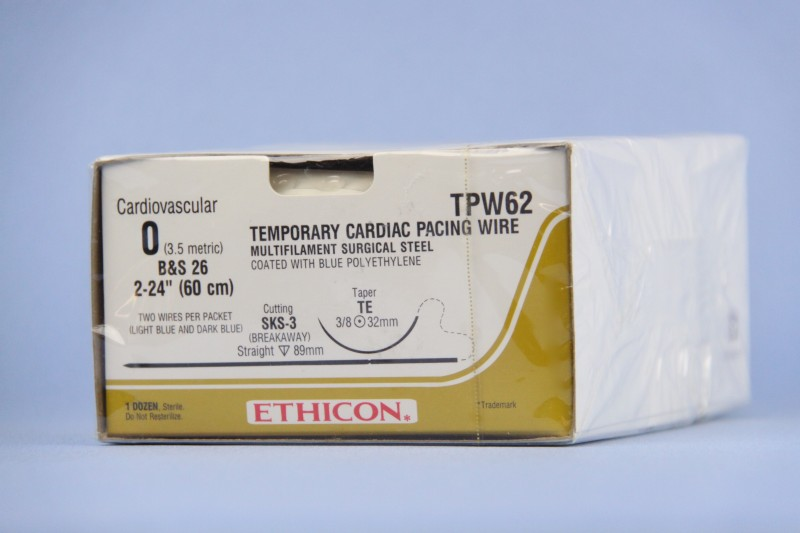 Cardiovascular
0 (3.5 metric)
B&S 26
2-24" (60 cm)
TWO WIRES PER PACKET
(LIGHT BLUE AND DARK BLUE)
TPW62
TEMPORARY CARDIAC PACING WIRE
MULTIFILAMENT SURGICAL STEEL
COATED WITH BLUE POLYETHYLENE
Cutting
SKS-3
(BREAKAWAY)
Straight ▽ 89mm
Taper
TE
3/8 ⊙ 32mm
1 DOZEN, Sterile.
Do Not Resterilize.
ETHICON*
*Trademark